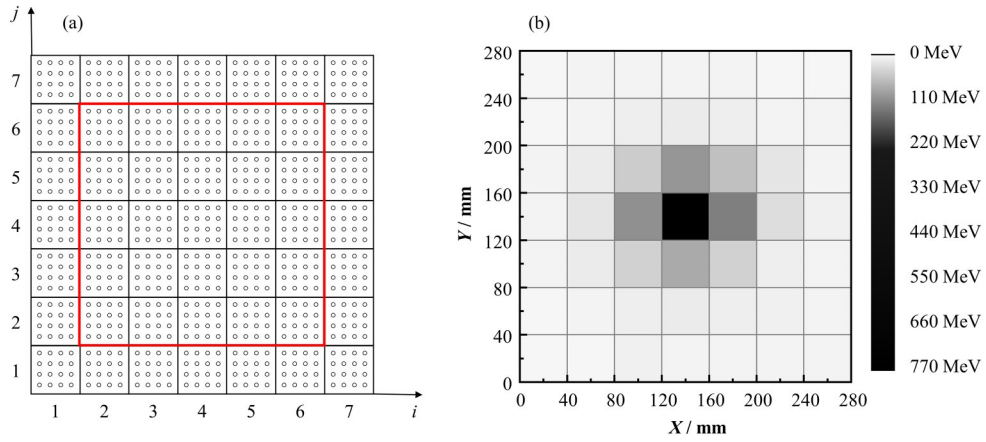 j
(a)
7
6
5
4
3
2
1
1 2 3 4 5 6 7 i
(b)
280
240
200
160
120
80
40
0
Y / mm
0 40 80 120 160 200 240 280
X / mm
0 MeV
110 MeV
220 MeV
330 MeV
440 MeV
550 MeV
660 MeV
770 MeV